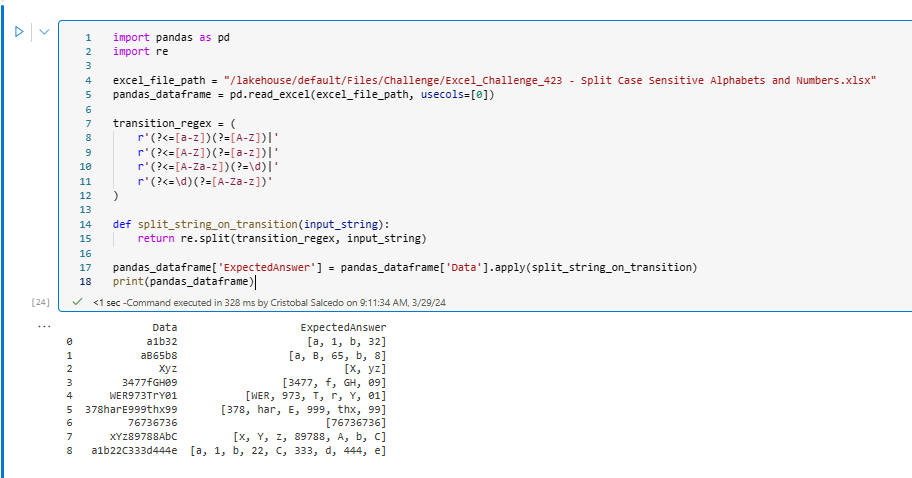 1 import pandas as pd
2 import re
3
4 excel_file_path = "/lakehouse/default/Files/Challenge/Excel_Challenge_423 - Split Case Sensitive Alphabets and Numbers.xlsx"
5 pandas_dataframe = pd.read_excel(excel_file_path, usecols=[0])
6
7 transition_regex = (
8     r'(?<=[a-z])(?=[A-Z])|'
9     r'(?<=[A-Z])(?=[a-z])|'
10     r'(?<=[A-Za-z])(?=\d)|'
11     r'(?<=\d)(?=[A-Za-z])'
12 )
13
14 def split_string_on_transition(input_string):
15     return re.split(transition_regex, input_string)
16
17 pandas_dataframe['ExpectedAnswer'] = pandas_dataframe['Data'].apply(split_string_on_transition)
18 print(pandas_dataframe)
[24] <1 sec -Command executed in 328 ms by Cristobal Salcedo on 9:11:34 AM, 3/29/24
... Data ExpectedAnswer
0 a1b32 [a, 1, b, 32]
1 aB65b8 [a, B, 65, b, 8]
2 Xyz [X, yz]
3 3477fGH09 [3477, f, GH, 09]
4 WER973TrY01 [WER, 973, T, r, Y, 01]
5 378harE999thx99 [378, har, E, 999, thx, 99]
6 76736736 [76736736]
7 xYz89788AbC [x, Y, z, 89788, A, b, C]
8 a1b22C333d444e [a, 1, b, 22, C, 333, d, 444, e]